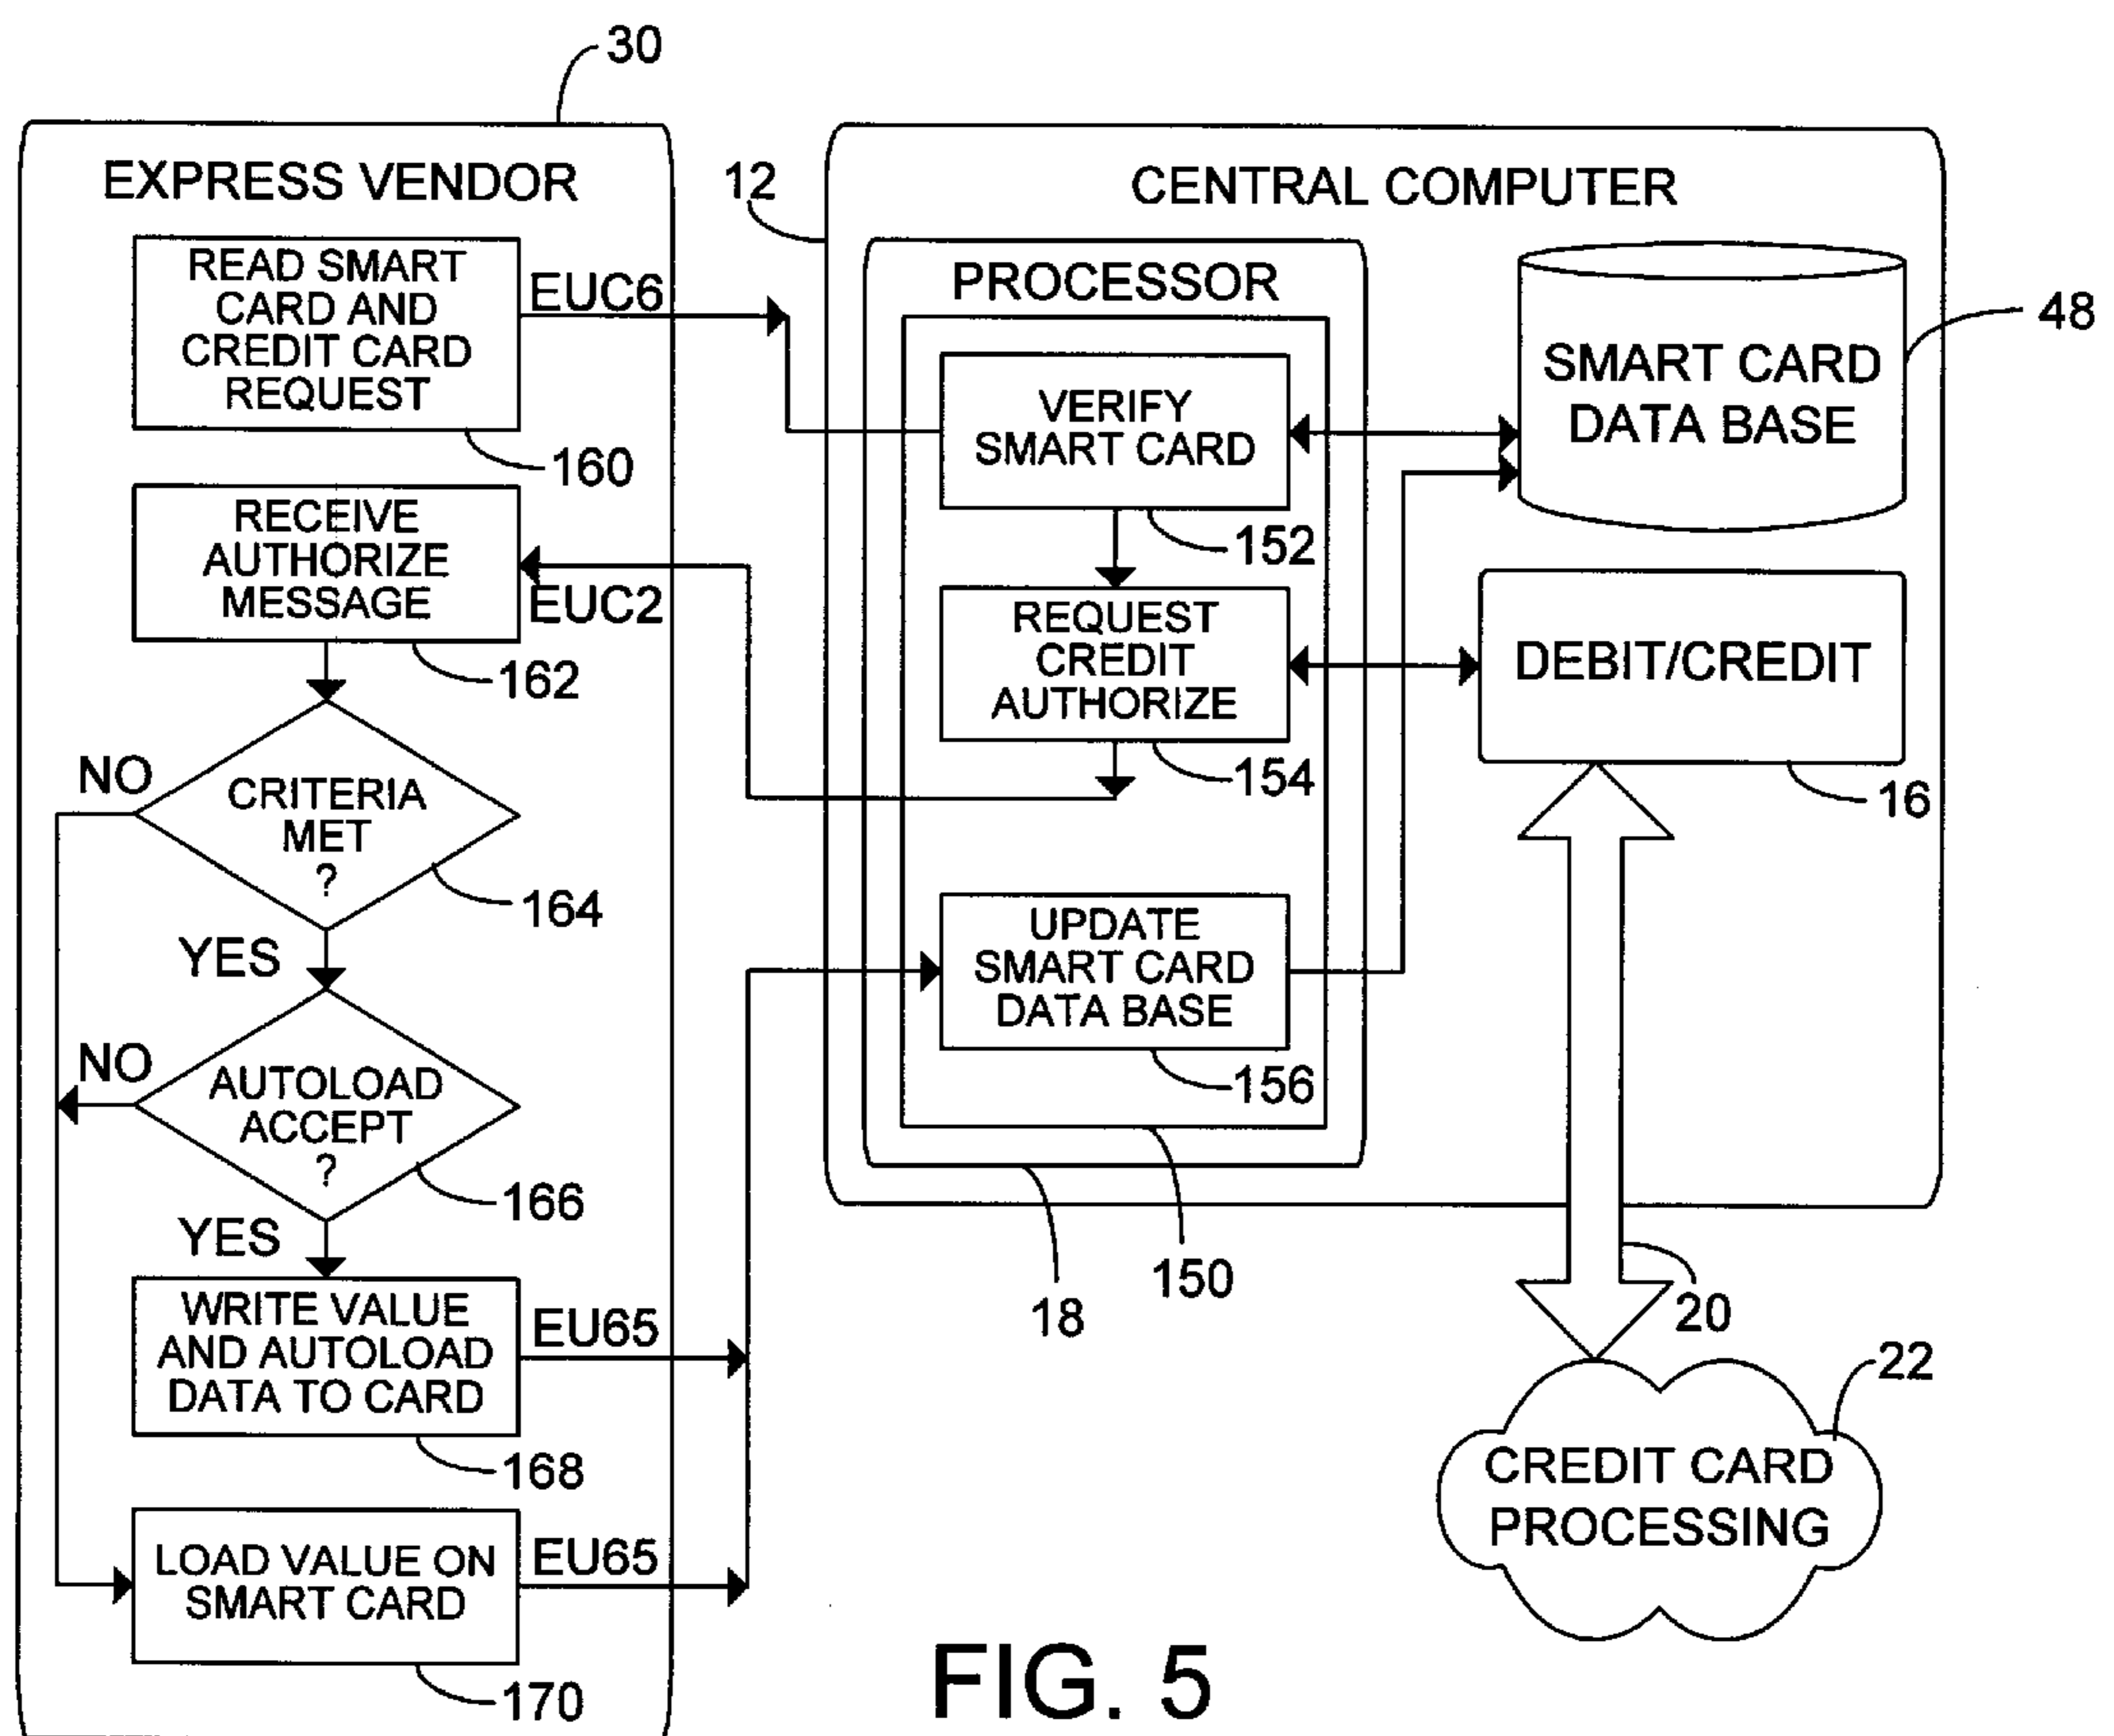 30
EXPRESS VENDOR
READ SMART
CARD AND
CREDIT CARD
REQUEST
EUC6
160
RECEIVE
AUTHORIZE
MESSAGE
EUC2
162
NO
CRITERIA
MET
?
164
YES
NO
AUTOLOAD
ACCEPT
?
166
YES
WRITE VALUE
AND AUTOLOAD
DATA TO CARD
EU65
168
LOAD VALUE ON
SMART CARD
EU65
170
12
CENTRAL COMPUTER
PROCESSOR
VERIFY
SMART CARD
152
REQUEST
CREDIT
AUTHORIZE
154
UPDATE
SMART CARD
DATA BASE
156
150
18
SMART CARD
DATA BASE
48
DEBIT/CREDIT
16
20
22
CREDIT CARD
PROCESSING
FIG. 5